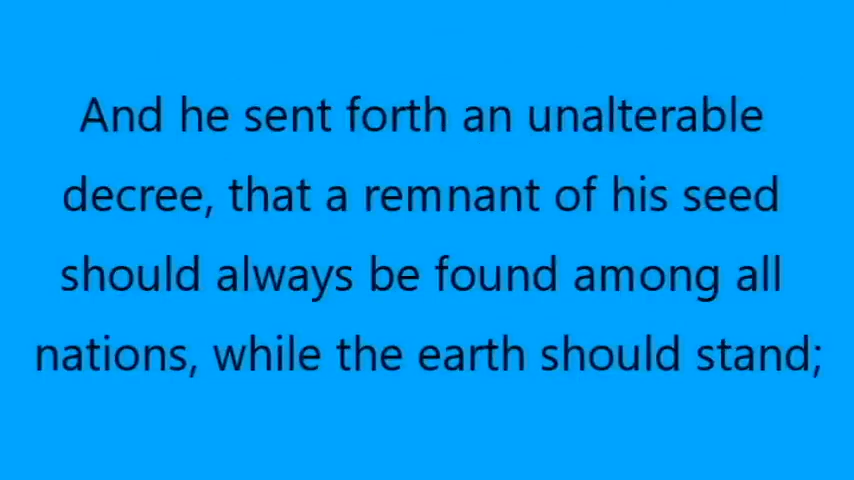 And he sent forth an unalterable
decree, that a remnant of his seed
should always be found among all
nations, while the earth should stand;